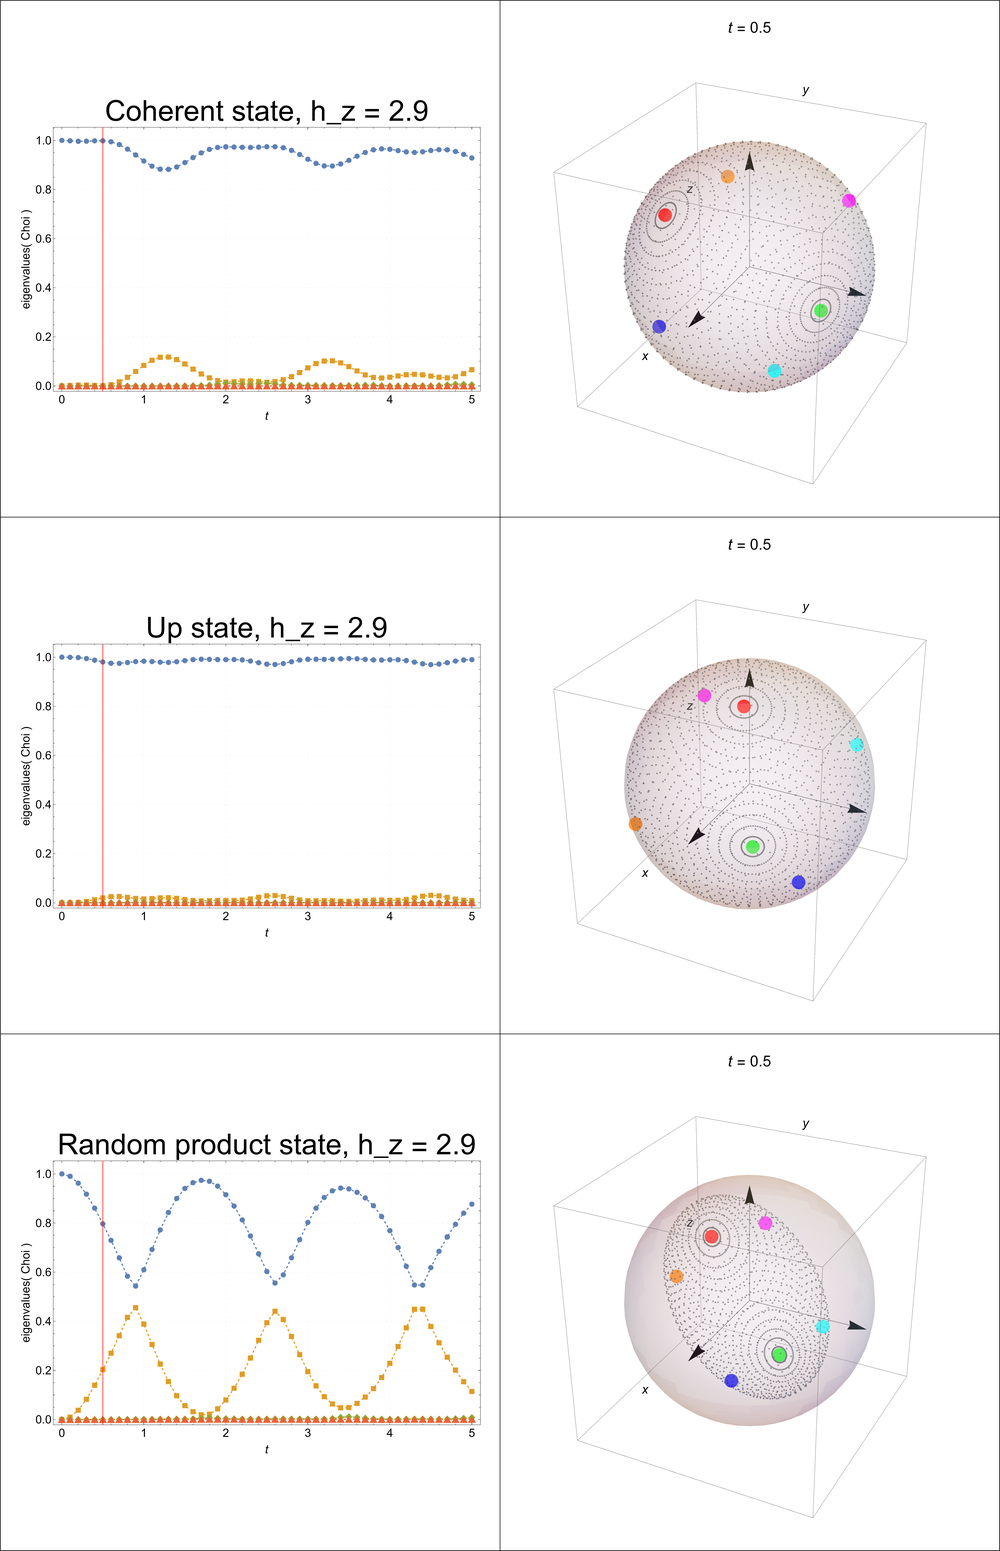 Coherent state, h_z = 2.9
eigenvalues( Choi )
1.0
0.8
0.6
0.4
0.2
0.0
0 1 2 3 4 5
t
t = 0.5
y
z
x
Up state, h_z = 2.9
eigenvalues( Choi )
1.0
0.8
0.6
0.4
0.2
0.0
0 1 2 3 4 5
t
t = 0.5
y
z
x
Random product state, h_z = 2.9
eigenvalues( Choi )
1.0
0.8
0.6
0.4
0.2
0.0
0 1 2 3 4 5
t
t = 0.5
y
z
x